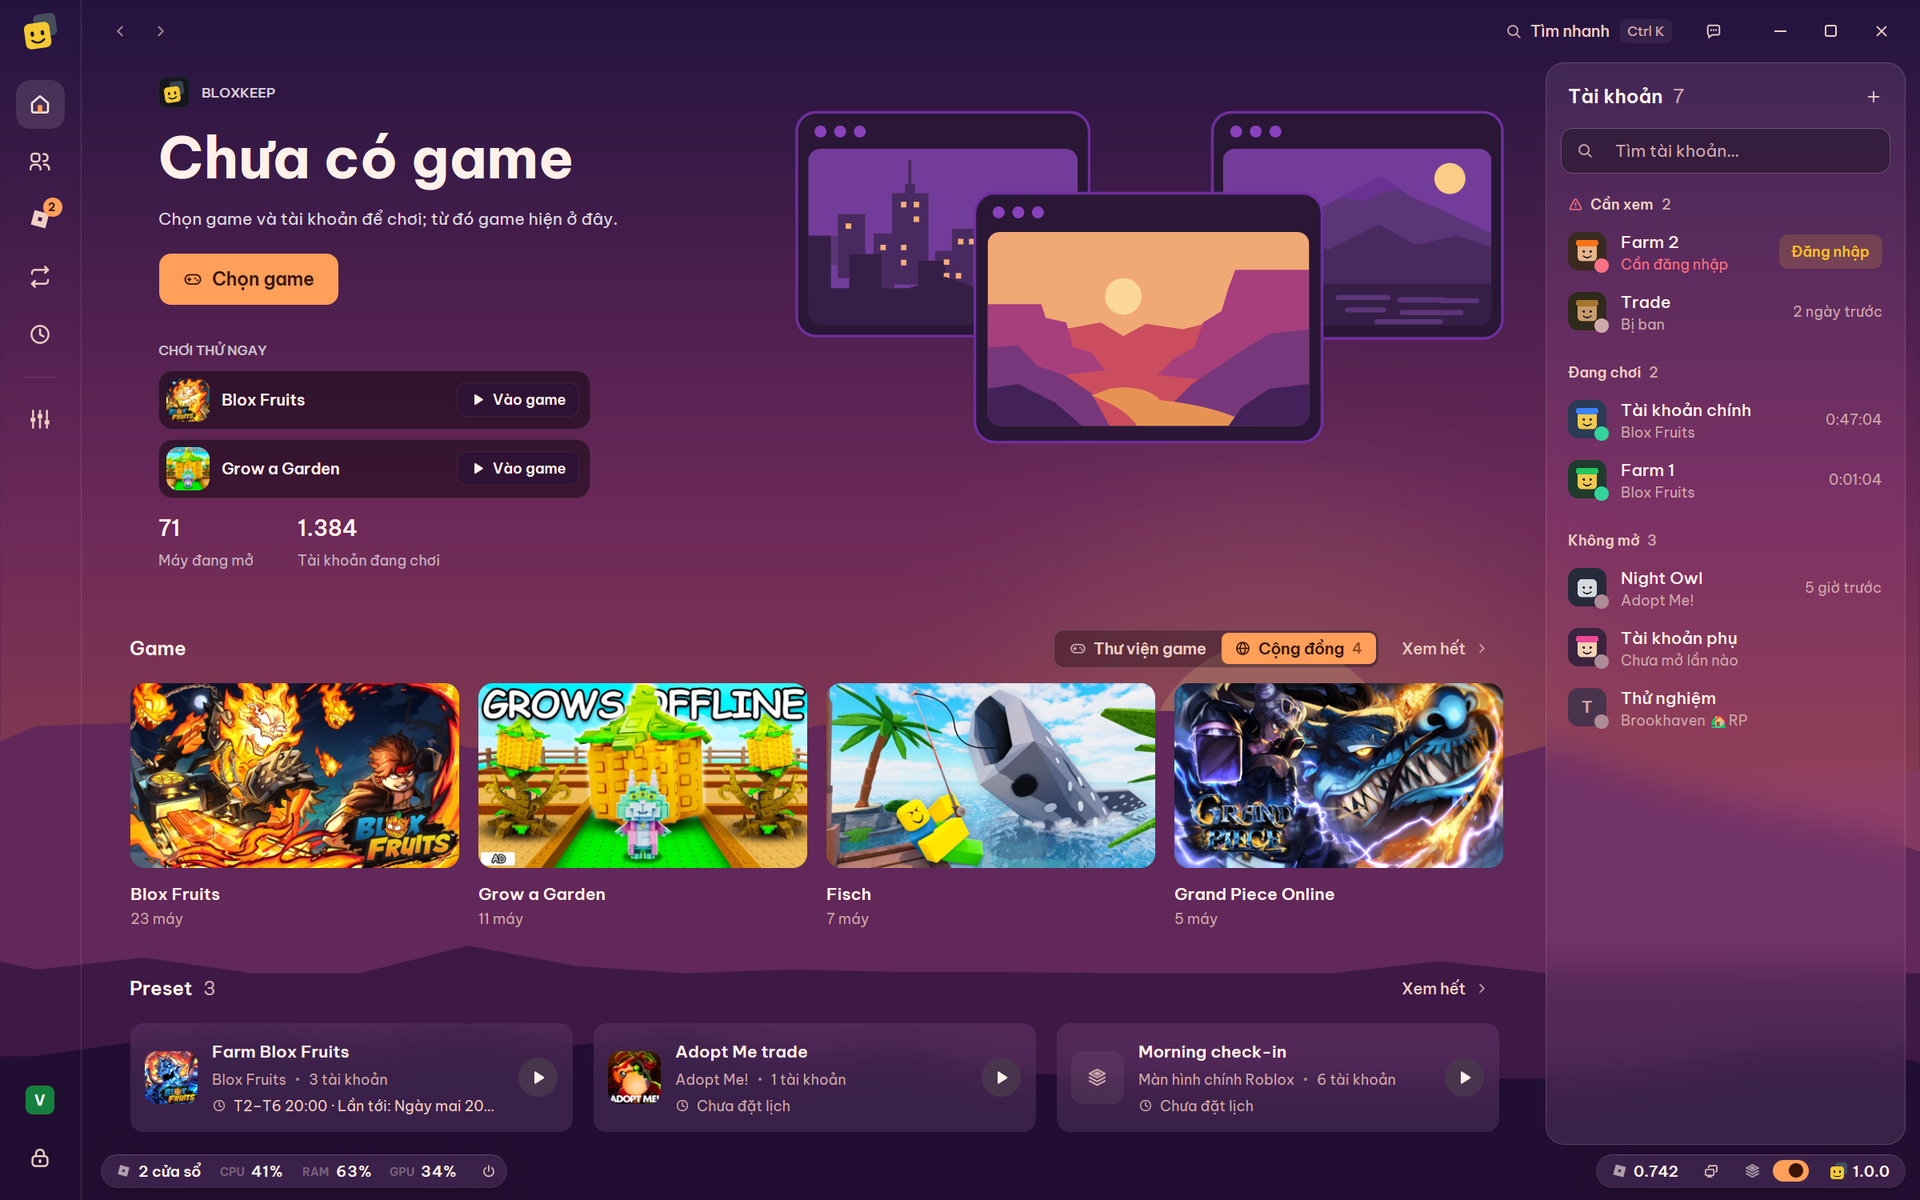 Tìm nhanh Ctrl K
BLOXKEEP
Chưa có game
Chọn game và tài khoản để chơi; từ đó game hiện ở đây.
Chọn game
CHƠI THỬ NGAY
Blox Fruits Vào game
Grow a Garden Vào game
71 1.384
Máy đang mở Tài khoản đang chơi
Game
Thư viện game Cộng đồng 4 Xem hết
BLOX FRUITS
GROWS OFFLINE
AD
GRAND PIECE
Blox Fruits
23 máy
Grow a Garden
11 máy
Fisch
7 máy
Grand Piece Online
5 máy
Preset 3 Xem hết
Farm Blox Fruits
Blox Fruits • 3 tài khoản
T2–T6 20:00 · Lần tới: Ngày mai 20...
ADOPT ME!
Adopt Me trade
Adopt Me! • 1 tài khoản
Chưa đặt lịch
Morning check-in
Màn hình chính Roblox • 6 tài khoản
Chưa đặt lịch
Tài khoản 7
Tìm tài khoản...
Cần xem 2
Farm 2
Cần đăng nhập
Đăng nhập
Trade
Bị ban
2 ngày trước
Đang chơi 2
Tài khoản chính
Blox Fruits
0:47:04
Farm 1
Blox Fruits
0:01:04
Không mở 3
Night Owl
Adopt Me!
5 giờ trước
Tài khoản phụ
Chưa mở lần nào
T
Thử nghiệm
Brookhaven 🏡RP
2
V
2 cửa sổ CPU 41% RAM 63% GPU 34%
0.742 1.0.0